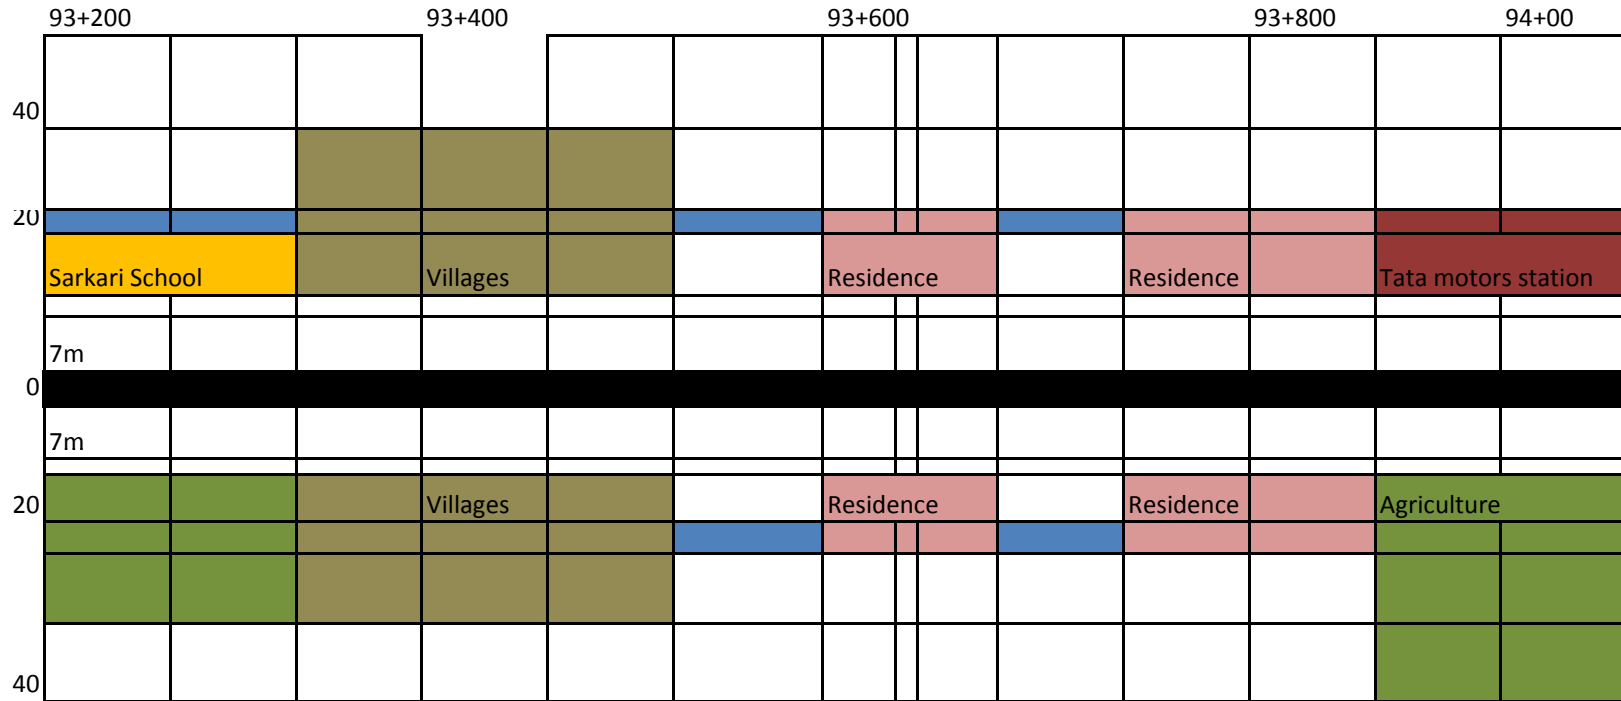 93+200 93+400 93+600 93+800 94+00
40
20
Sarkari School Villages Residence Residence Tata motors station
7m
0
7m
20 Villages Residence Residence Agriculture
40